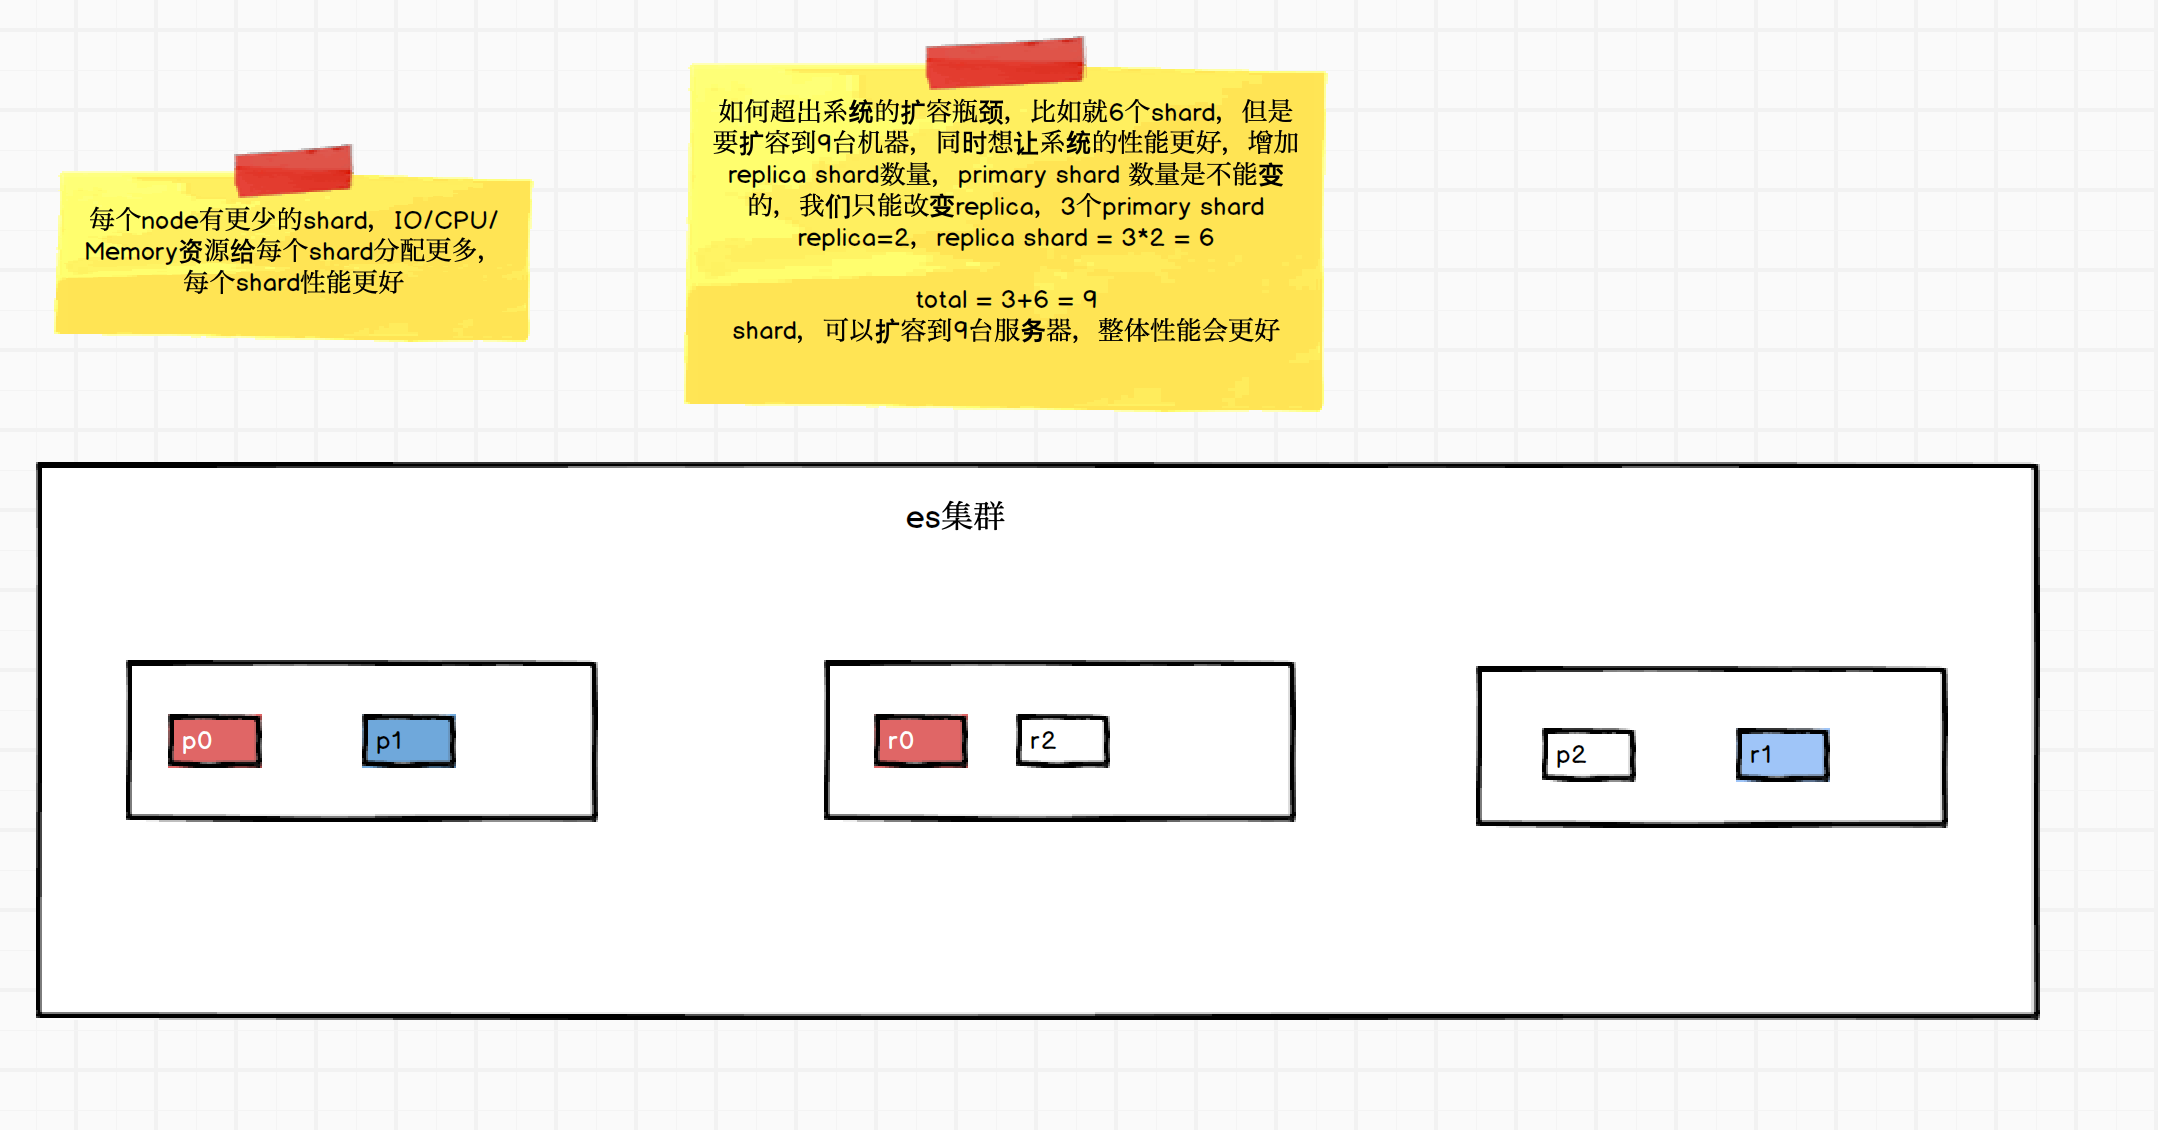 每个node有更少的shard，IO/CPU/
Memory资源给每个shard分配更多，
每个shard性能更好
如何超出系统的扩容瓶颈，比如就6个shard，但是
要扩容到9台机器，同时想让系统的性能更好，增加
replica shard数量，primary shard 数量是不能变
的，我们只能改变replica，3个primary shard
replica=2，replica shard = 3*2 = 6
total = 3+6 = 9
shard，可以扩容到9台服务器，整体性能会更好
es集群
p0
p1
r0
r2
p2
r1